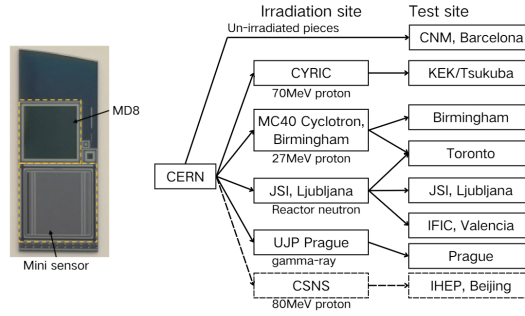 Irradiation site
Test site
Un-irradiated pieces
CNM, Barcelona
MD8
CYRIC
KEK/Tsukuba
70MeV proton
MC40 Cyclotron,
Birmingham
27MeV proton
Birmingham
Toronto
CERN
JSI, Ljubljana
Reactor neutron
JSI, Ljubljana
IFIC, Valencia
UJP Prague
gamma-ray
Prague
Mini sensor
CSNS
80MeV proton
IHEP, Beijing